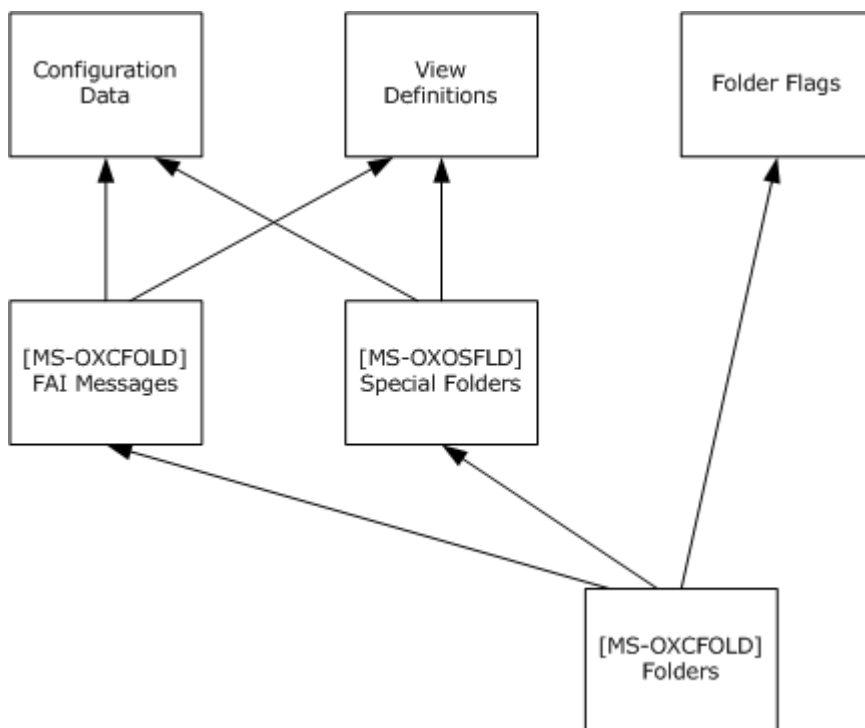 Configuration
Data
View
Definitions
Folder Flags
[MS-OXCFOLD]
FAI Messages
[MS-OXOSFLD]
Special Folders
[MS-OXCFOLD]
Folders